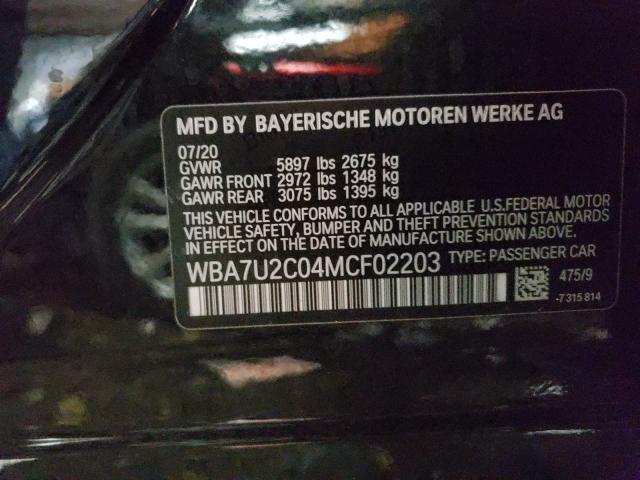 MFD BY BAYERISCHE MOTOREN WERKE AG
07/20
GVWR 5897 lbs 2675 kg
GAWR FRONT 2972 lbs 1348 kg
GAWR REAR 3075 lbs 1395 kg
THIS VEHICLE CONFORMS TO ALL APPLICABLE U.S.FEDERAL MOTOR
VEHICLE SAFETY, BUMPER AND THEFT PREVENTION STANDARDS
IN EFFECT ON THE DATE OF MANUFACTURE SHOWN ABOVE.
WBA7U2C04MCF02203 TYPE: PASSENGER CAR
475/9
-7 315 814